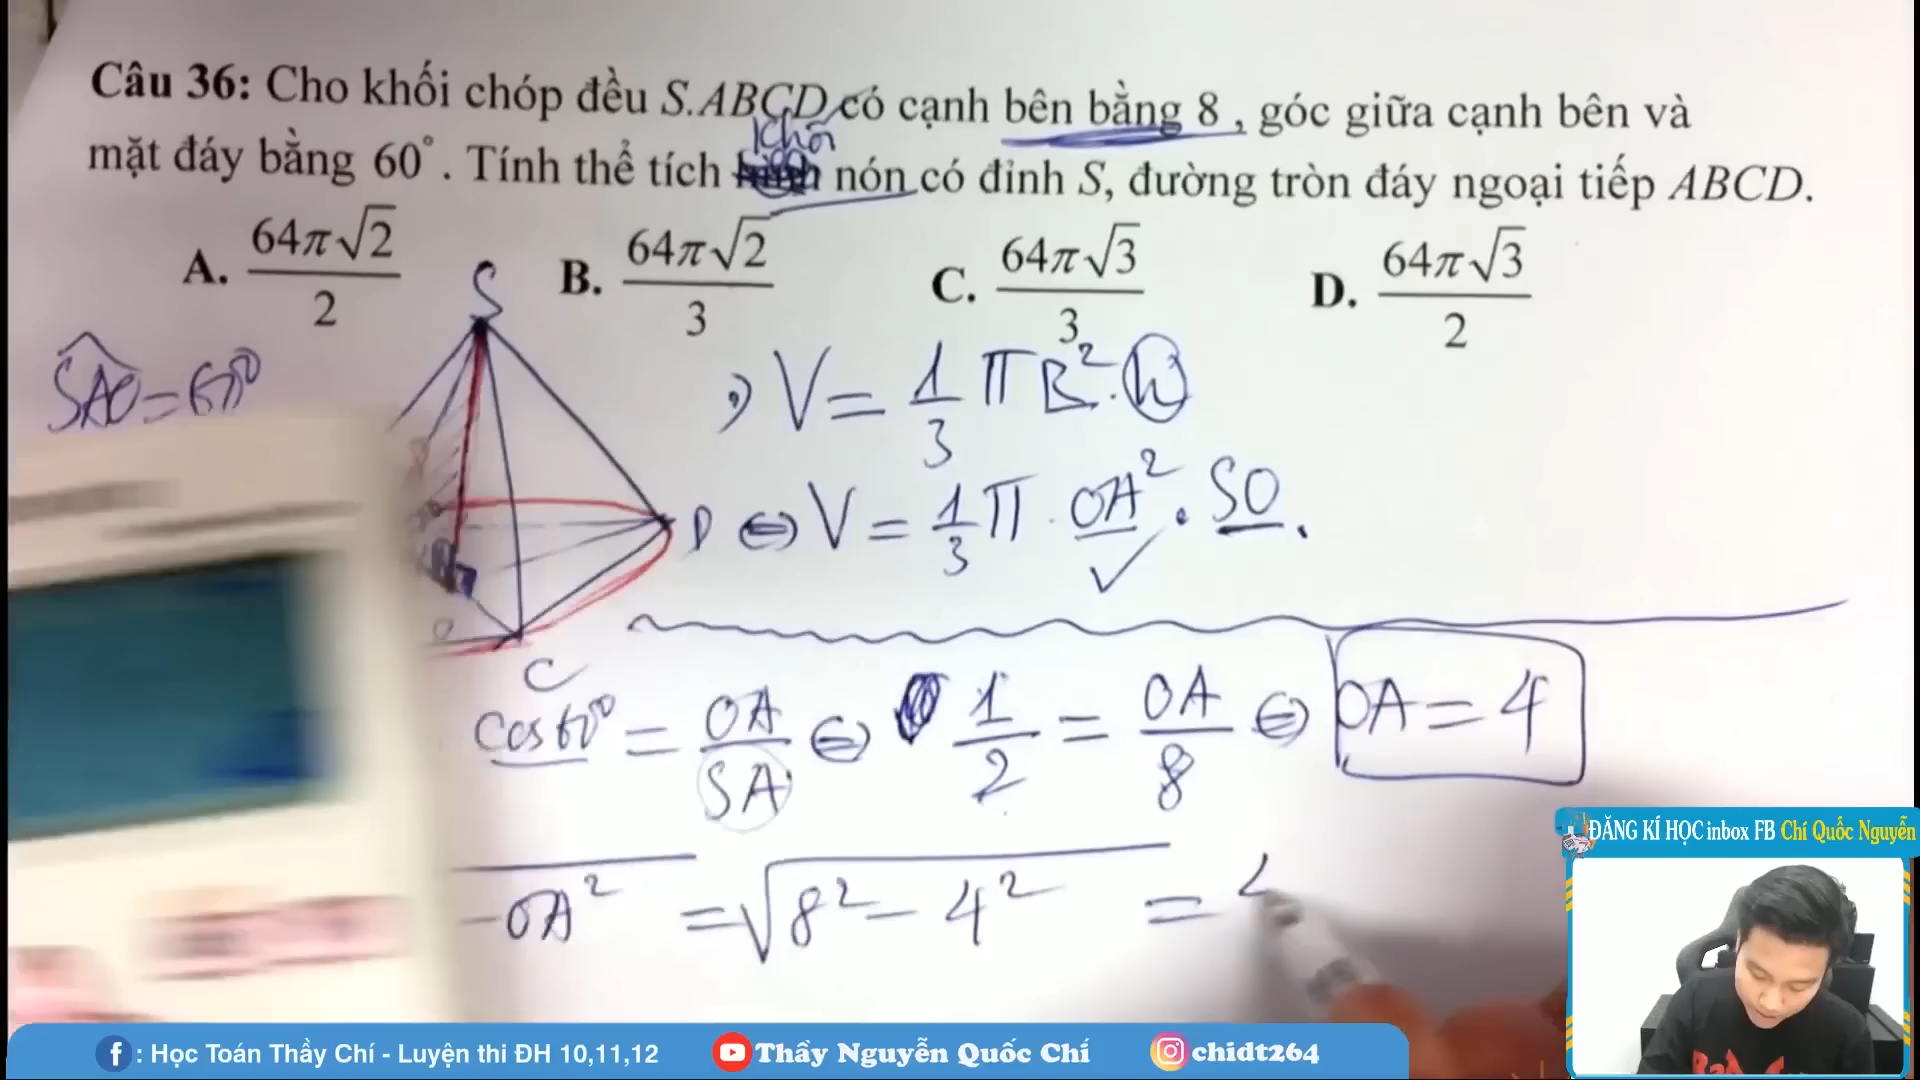 Câu 36: Cho khối chóp đều S.ABCD có cạnh bên bằng 8 , góc giữa cạnh bên và
mặt đáy bằng 60°. Tính thể tích khối nón có đỉnh S, đường tròn đáy ngoại tiếp ABCD.
A. 64π√2/2 B. 64π√2/3 C. 64π√3/3 D. 64π√3/2
S
SAO = 60°
V = 1/3 π R². h
D ⇔ V = 1/3 π . OA² . SO .
C
cos60° = OA/SA ⇔ 1/2 = OA/8 ⇔ OA = 4
- OA² = √8² - 4² = 4
ĐĂNG KÍ HỌC inbox FB Chí Quốc Nguyễn
: Học Toán Thầy Chí - Luyện thi ĐH 10,11,12 Thầy Nguyễn Quốc Chí chidt264